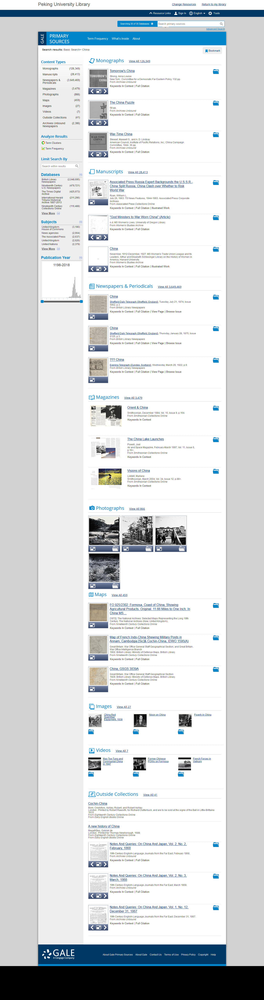 Peking University Library
Change Resources
Return to my library
Resource Links
Sign In
English
Tools
Searching 35 of 35 Databases
Search primary sources
Advanced Search
GALE
PRIMARY
SOURCES
Term Frequency
What's Inside
About
Search results: Basic Search= China
Bookmark
Content Types
Monographs (126,349)
Manuscripts (28,413)
Newspapers & (3,649,469)
Periodicals
Magazines (3,479)
Photographs (866)
Maps (459)
Images (27)
Videos (7)
Outside Collections (41)
Archives Unbound (2,386)
Newspapers
Analyze Results
Term Clusters
Term Frequency
Limit Search By
Search within results
Databases
British Library (2,048,695)
Newspapers
Nineteenth Century (479,721)
U.S. Newspapers
The Times Digital (425,673)
Archive
International Herald (211,296)
Tribune Historical
Archive 1887-2013
Nineteenth Century (116,488)
Collections Online
View More
Subjects
United Kingdom. (3,190)
House of Commons
News agencies (2,664)
The Associated Press (2,637)
United Kingdom (2,626)
United Nations (2,379)
View More
Publication Year
1198-2018
Monographs View All 126,349
TOMORROW'S
CHINA
Tomorrow's China
Strong, Anna Louise
New York : Committee for a Democratic Far Eastern Policy. 132 pp.
From Archives Unbound
Keywords In Context | Full Citation
The China Puzzle
58 pp.
From Archives Unbound
Keywords In Context | Full Citation
WAR-TIME
CHINA
War-Time China
Stewart, Maxwell S., and A. D. Lindsay
American Council, Institute of Pacific Relations, Inc.; China Campaign
Committee, 1944. 36 pp.
From Archives Unbound
Keywords In Context | Full Citation
Manuscripts View All 28,413
Associated Press Russia Expert Backgrounds the U.S.S.R.-
China Split Russia, China Clash over Whether to Risk
World War
Ryan, William L.
July 26, 1963. TS News Features, 1944-1993. Associated Press Corporate
Archives.
From Associated Press Collections Online
Keywords In Context | Full Citation | Illustrated Work
"God Ministers to War Worn China" (Article)
n.d. MS Women's Lives. University of Oregon Library.
From Women's Studies Archive
Keywords In Context | Full Citation
China
November, 1912-December, 1927. MS Women's Trade Union League and Its
Leaders. Arthur and Elizabeth Schlesinger Library on the History of Women in
America, Harvard University.
From Women's Studies Archive
Keywords In Context | Full Citation | Illustrated Work
Newspapers & Periodicals View All 3,649,469
China
Sheffield Daily Telegraph (Sheffield, England), Tuesday, July 21, 1874, Issue
5962, p.3.
From British Library Newspapers
Keywords In Context | Full Citation | View Page | Browse Issue
China
Sheffield Daily Telegraph (Sheffield, England), Thursday, January 28, 1875, Issue
6125, p.3.
From British Library Newspapers
Keywords In Context | Full Citation | View Page | Browse Issue
??? China
Evening Telegraph (Dundee, Scotland), Wednesday, March 29, 1922, p.9.
From British Library Newspapers
Keywords In Context | Full Citation | View Page | Browse Issue
Magazines View All 3,479
Orient & China
Smithsonian, December 1984, Vol. 15, Issue 9, p.164.
From Smithsonian Collections Online
Keywords In Context
The China Lake Launches
Powell, Joel
Air and Space Magazine, February-March 1997, Vol. 11, Issue 6,
p.16+.
From Smithsonian Collections Online
Keywords In Context
Visions of China
Liddell, Marlane
Smithsonian, March 2004, Vol. 34, Issue 12, p.88+.
From Smithsonian Collections Online
Keywords In Context
Photographs View All 866
Maps View All 459
FO 925/2302: Formosa, Coast of China, Showing
Agricultural Products. Original. 11.66 Miles to One Inch. In
China MS...
[1872]. The National Archives: Selected Maps Representing the Long 19th
Century. The National Archives (Kew, United Kingdom).
From Nineteenth Century Collections Online
Keywords In Context | Full Citation
Map of French Indo-China Shewing Military Posts in
Annam, Cambodgia [Sic]& Cochin-China, IDWO 1595(A)
Great Britain. War Office General Staff Geographical Section, and Great Britain.
War Office Intelligence Branch
1902. British Library: Ministry of Defense Maps. British Library.
From Nineteenth Century Collections Online
Keywords In Context | Full Citation
China, GSGS 3839A
Great Britain. War Office General Staff Geographical Section
1929. British Library: Ministry of Defense Maps. British Library.
From Nineteenth Century Collections Online
Keywords In Context | Full Citation
Images View All 27
China Red
Guerrillas'
Equipment, 1938
Nixon on China
Poverty in China
Videos View All 7
Mao Tse-Tung and
Communist China
in 1947
Former Chinese
POWs on Formosa
French Forces in
Vietnam
Outside Collections View All 41
Cochin-China
Borri, Cristoforo, Ashley, Robert, and Robert Ashley
London : Printed by Robert Raworth, for Richard Clutterbuck, and are to be sold at the signe of the Ball in Little-Brittaine
1633.
From Eighteenth Century Collections Online
From Early English Books Online
A new history of China
Magalhães, Gabriel de
London : Printed for Thomas Newborough, 1688.
From Eighteenth Century Collections Online
From Early English Books Online
Notes And Queries: On China And Japan, Vol. 2, No. 2,
February, 1868
19th Century English-Language Journals from the Far East, February 1868.
From Archives Unbound
Keywords In Context | Full Citation
Notes And Queries: On China And Japan, Vol. 2, No. 3,
March, 1868
19th Century English-Language Journals from the Far East, March 1868.
From Archives Unbound
Keywords In Context | Full Citation
Notes And Queries: On China And Japan. Vol. 1, No. 12,
December 31, 1867
19th Century English-Language Journals from the Far East, December 31, 1867.
From Archives Unbound
Keywords In Context | Full Citation
GALE
A Cengage Company
About Gale Primary Sources
About Gale
Contact Us
Terms of Use
Privacy Policy
Copyright
Help